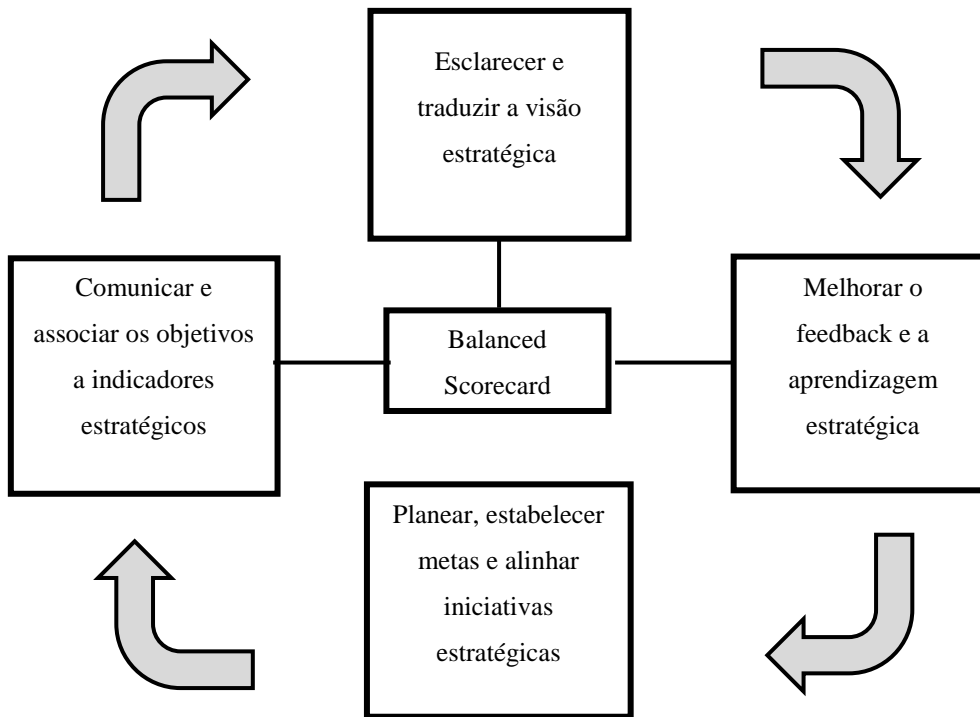 Esclarecer e
traduzir a visão
estratégica
Comunicar e
associar os objetivos
a indicadores
estratégicos
Balanced
Scorecard
Melhorar o
feedback e a
aprendizagem
estratégica
Planear, estabelecer
metas e alinhar
iniciativas
estratégicas